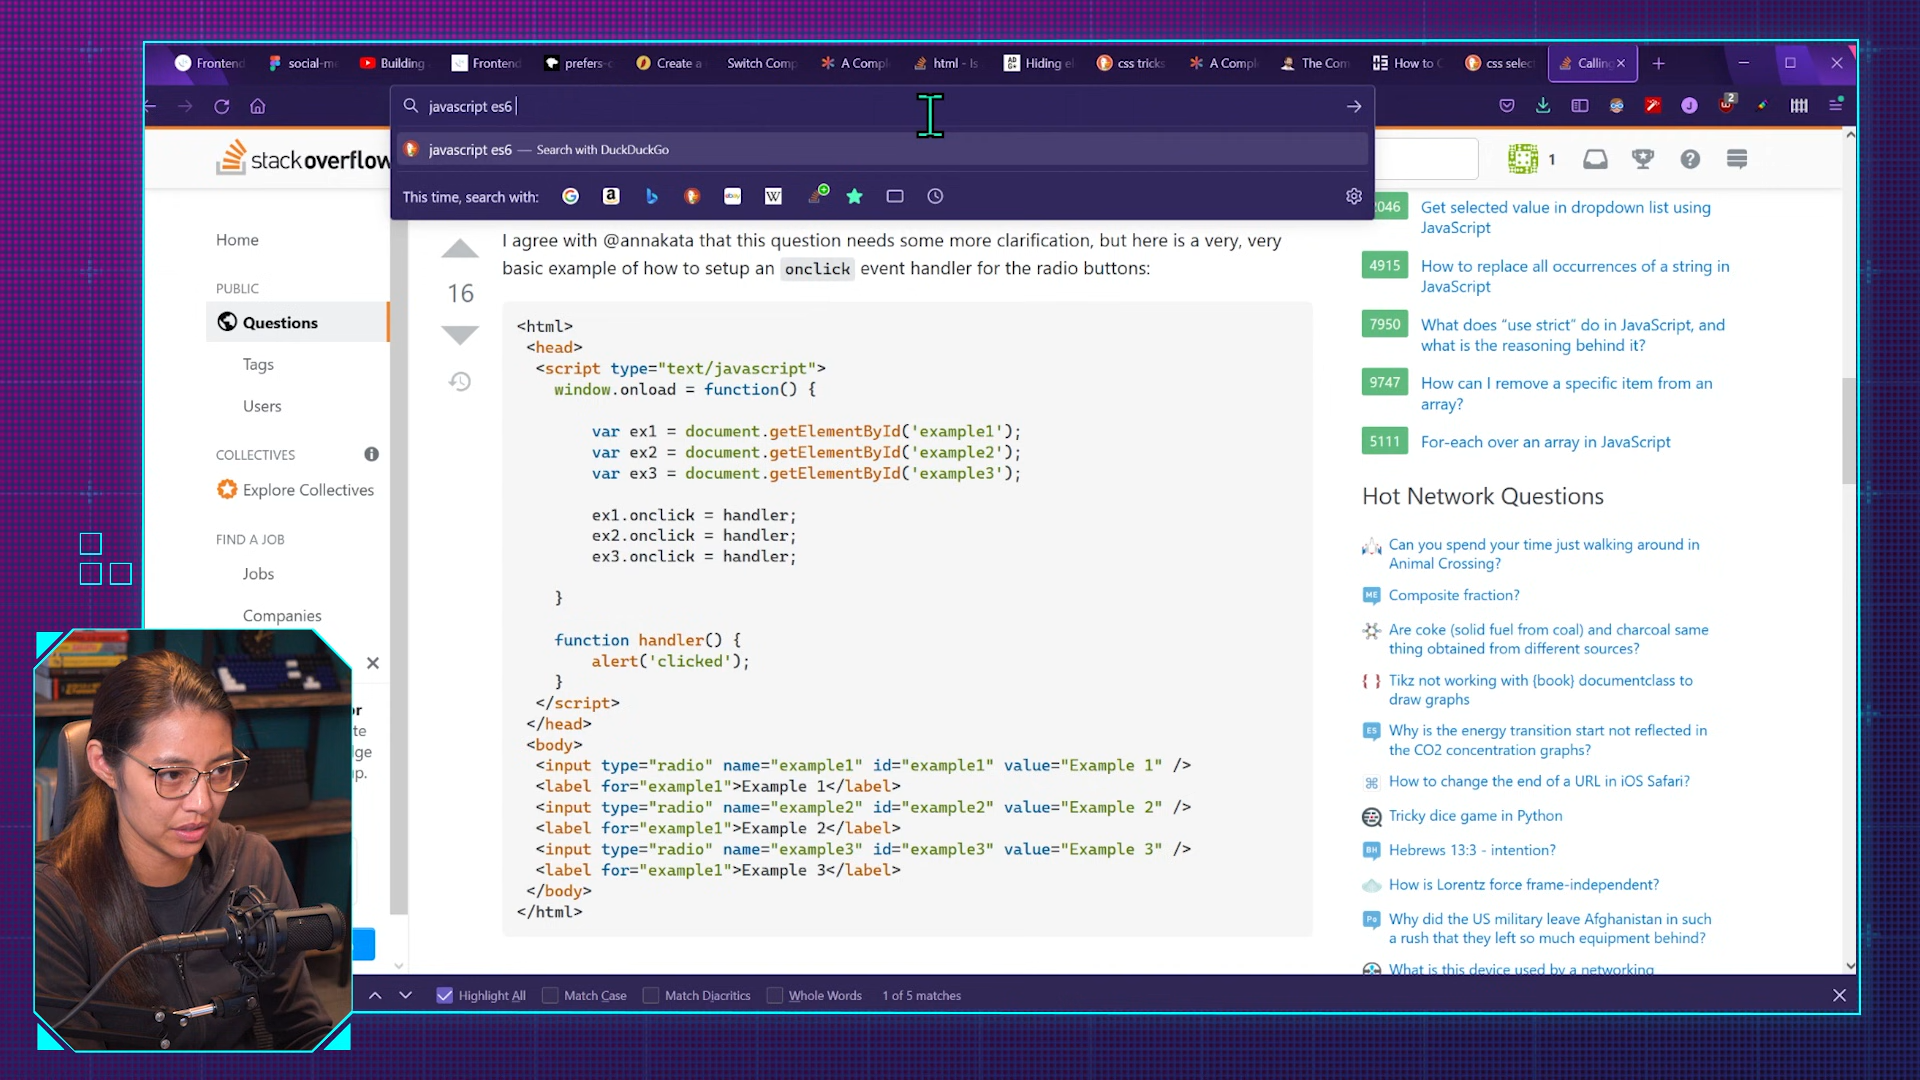 Frontend
social-me
Building
Frontend
prefers-c
Create a
Switch Comp
A Compl
html - Is
Hiding el
css tricks
A Compl
The Com
How to C
css selec
Calling
javascript es6
javascript es6 — Search with DuckDuckGo
This time, search with:
2
stackoverflow
1
Home
PUBLIC
Questions
Tags
Users
COLLECTIVES
Explore Collectives
FIND A JOB
Jobs
Companies
16
I agree with @annakata that this question needs some more clarification, but here is a very, very
basic example of how to setup an onclick event handler for the radio buttons:
<html>
<head>
<script type="text/javascript">
window.onload = function() {
var ex1 = document.getElementById('example1');
var ex2 = document.getElementById('example2');
var ex3 = document.getElementById('example3');
ex1.onclick = handler;
ex2.onclick = handler;
ex3.onclick = handler;
}
function handler() {
alert('clicked');
}
</script>
</head>
<body>
<input type="radio" name="example1" id="example1" value="Example 1" />
<label for="example1">Example 1</label>
<input type="radio" name="example2" id="example2" value="Example 2" />
<label for="example1">Example 2</label>
<input type="radio" name="example3" id="example3" value="Example 3" />
<label for="example1">Example 3</label>
</body>
</html>
046 Get selected value in dropdown list using
JavaScript
4915 How to replace all occurrences of a string in
JavaScript
7950 What does “use strict” do in JavaScript, and
what is the reasoning behind it?
9747 How can I remove a specific item from an
array?
5111 For-each over an array in JavaScript
Hot Network Questions
Can you spend your time just walking around in
Animal Crossing?
Composite fraction?
Are coke (solid fuel from coal) and charcoal same
thing obtained from different sources?
Tikz not working with {book} documentclass to
draw graphs
Why is the energy transition start not reflected in
the CO2 concentration graphs?
How to change the end of a URL in iOS Safari?
Tricky dice game in Python
Hebrews 13:3 - intention?
How is Lorentz force frame-independent?
Why did the US military leave Afghanistan in such
a rush that they left so much equipment behind?
What is this device used by a networking
Highlight All
Match Case
Match Diacritics
Whole Words
1 of 5 matches